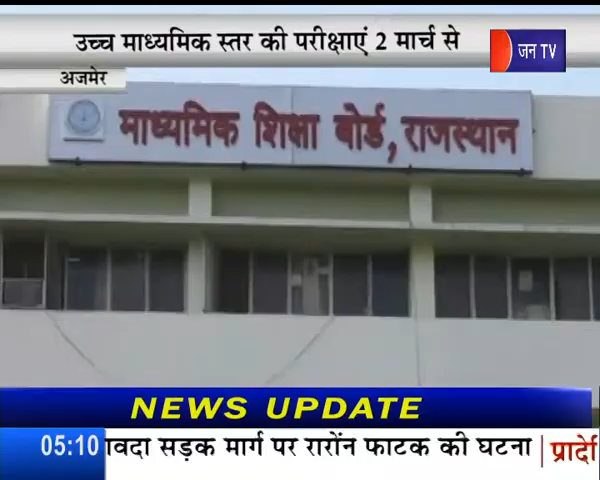 उच्च माध्यमिक स्तर की परीक्षाएं 2 मार्च से
जन TV
अजमेर
माध्यमिक शिक्षा बोर्ड, राजस्थान
NEWS UPDATE
05:10
सड़क मार्ग पर रारोंन फाटक की घटना |